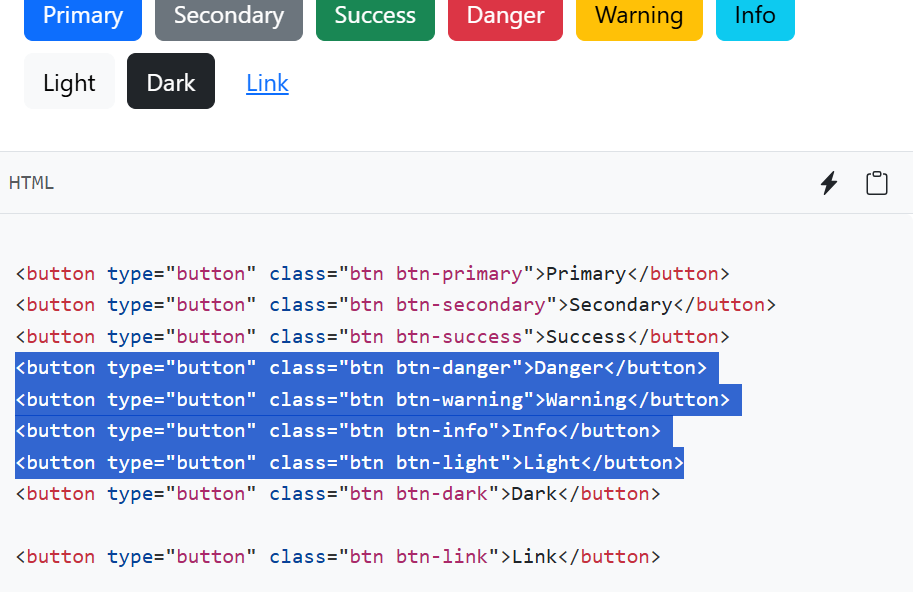 Primary Secondary Success Danger Warning Info
Light Dark Link
HTML
<button type="button" class="btn btn-primary">Primary</button>
<button type="button" class="btn btn-secondary">Secondary</button>
<button type="button" class="btn btn-success">Success</button>
<button type="button" class="btn btn-danger">Danger</button>
<button type="button" class="btn btn-warning">Warning</button>
<button type="button" class="btn btn-info">Info</button>
<button type="button" class="btn btn-light">Light</button>
<button type="button" class="btn btn-dark">Dark</button>
<button type="button" class="btn btn-link">Link</button>